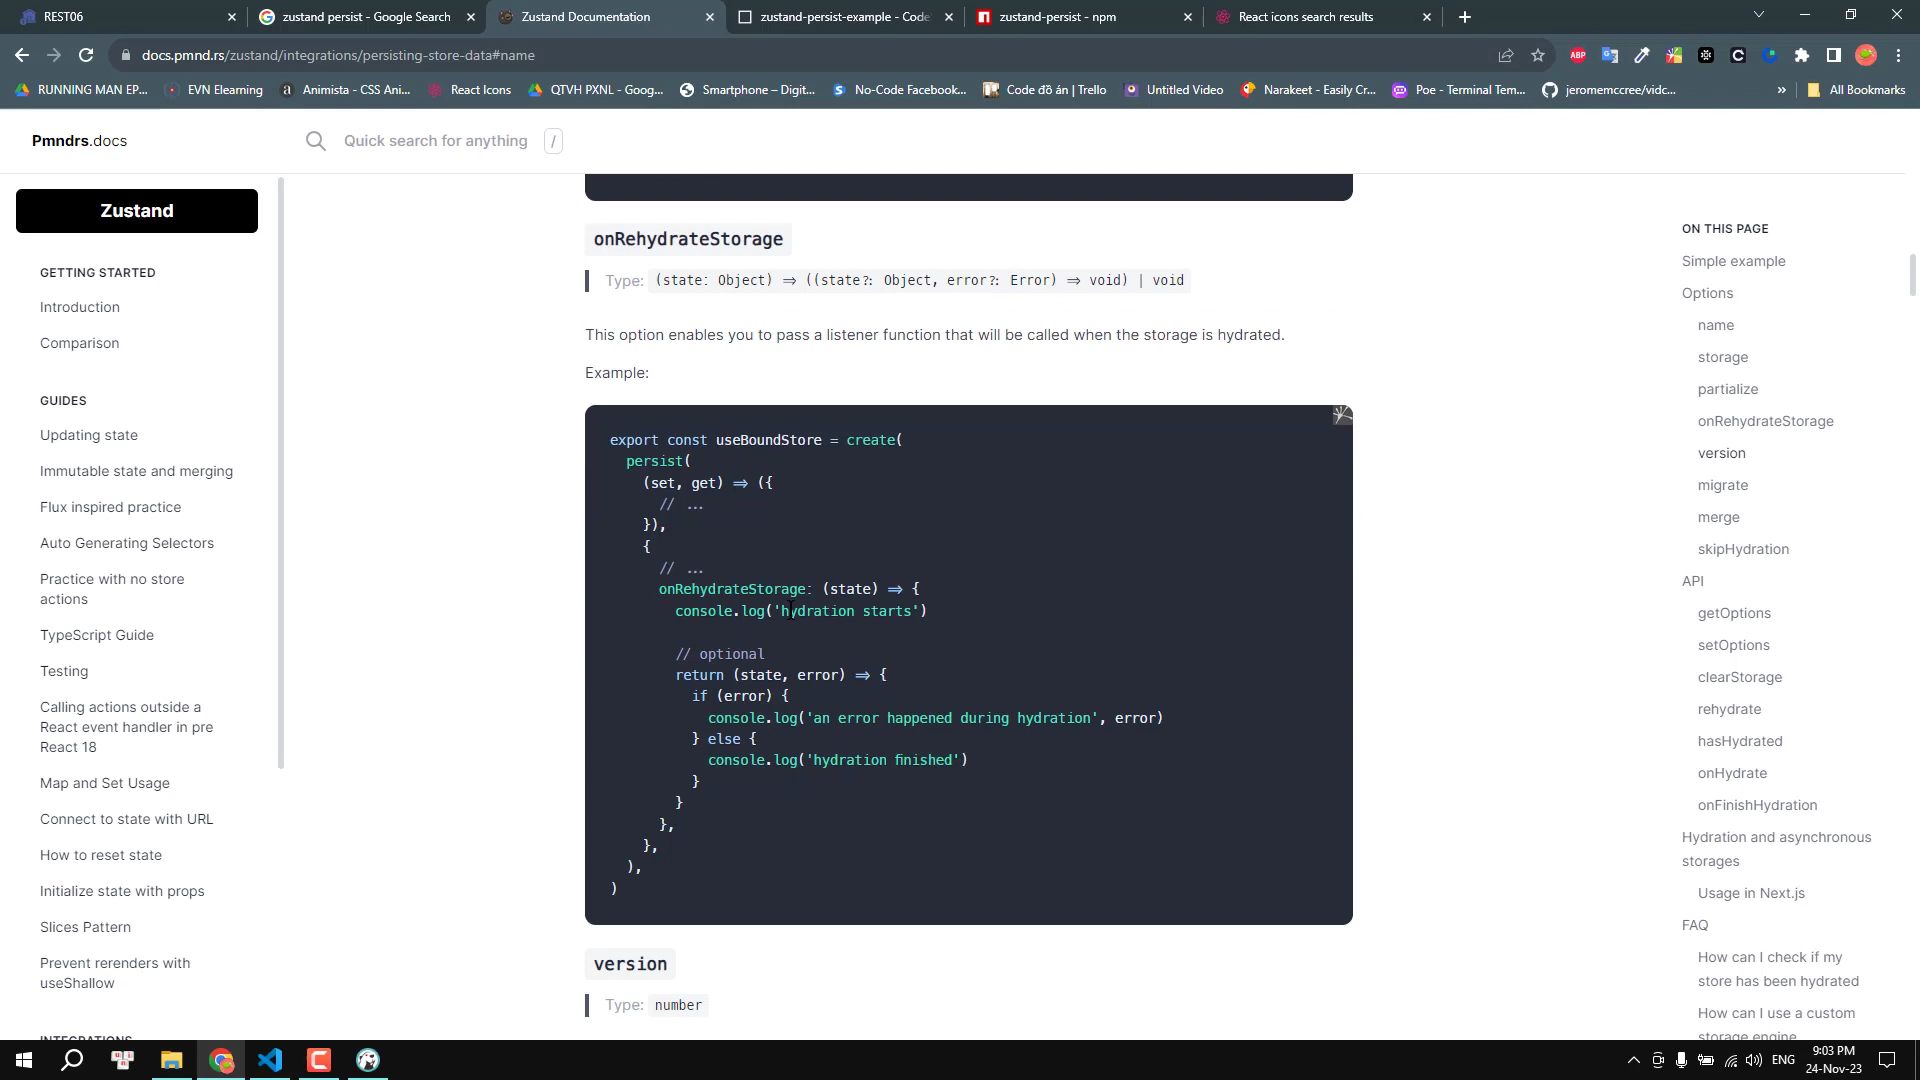 REST06
zustand persist - Google Search
Zustand Documentation
zustand-persist-example - Code
zustand-persist - npm
React icons search results
docs.pmnd.rs/zustand/integrations/persisting-store-data#name
ABP
RUNNING MAN EP...
EVN Elearning
Animista - CSS Ani...
React Icons
QTVH PXNL - Goog...
Smartphone – Digit...
No-Code Facebook...
Code đồ án | Trello
Untitled Video
Narakeet - Easily Cr...
Poe - Terminal Tem...
jeromemccree/vidc...
»
All Bookmarks
Pmndrs.docs
Quick search for anything
/
Zustand
GETTING STARTED
Introduction
Comparison
GUIDES
Updating state
Immutable state and merging
Flux inspired practice
Auto Generating Selectors
Practice with no store
actions
TypeScript Guide
Testing
Calling actions outside a
React event handler in pre
React 18
Map and Set Usage
Connect to state with URL
How to reset state
Initialize state with props
Slices Pattern
Prevent rerenders with
useShallow
INTEGRATIONS
onRehydrateStorage
Type: (state: Object) => ((state?: Object, error?: Error) => void) | void
This option enables you to pass a listener function that will be called when the storage is hydrated.
Example:
export const useBoundStore = create(
persist(
(set, get) => ({
// ...
}),
{
// ...
onRehydrateStorage: (state) => {
console.log('hydration starts')
// optional
return (state, error) => {
if (error) {
console.log('an error happened during hydration', error)
} else {
console.log('hydration finished')
}
}
},
},
),
)
version
Type: number
ON THIS PAGE
Simple example
Options
name
storage
partialize
onRehydrateStorage
version
migrate
merge
skipHydration
API
getOptions
setOptions
clearStorage
rehydrate
hasHydrated
onHydrate
onFinishHydration
Hydration and asynchronous
storages
Usage in Next.js
FAQ
How can I check if my
store has been hydrated
How can I use a custom
storage engine
ENG
9:03 PM
24-Nov-23